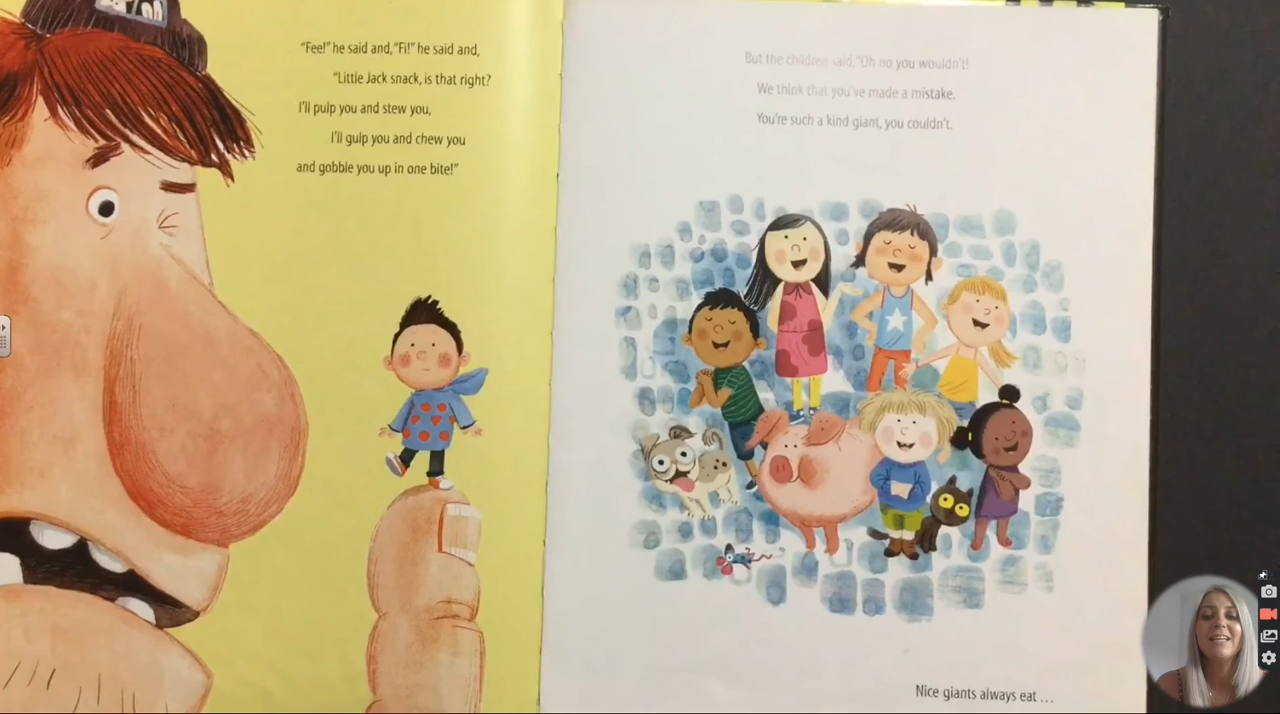 “Fee!” he said and, “Fi!” he said and,
“Little Jack snack, is that right?
I’ll pulp you and stew you,
I’ll gulp you and chew you
and gobble you up in one bite!”
But the children said, “Oh no you wouldn’t!
We think that you’ve made a mistake.
You’re such a kind giant, you couldn’t.
Nice giants always eat ...